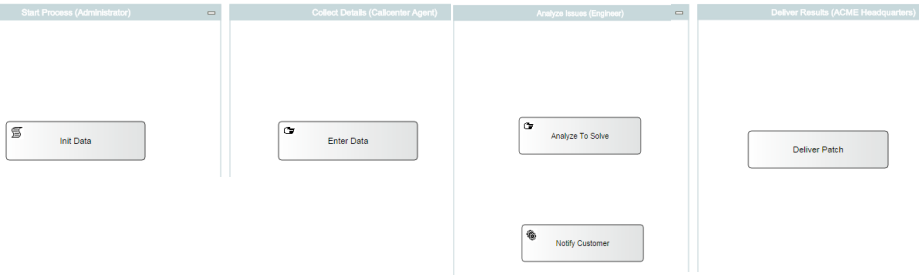 Start Process (Administrator)
Collect Details (Callcenter Agent)
Analyze Issues (Engineer)
Deliver Results (ACME Headquarters)
Init Data
Enter Data
Analyze To Solve
Deliver Patch
Notify Customer